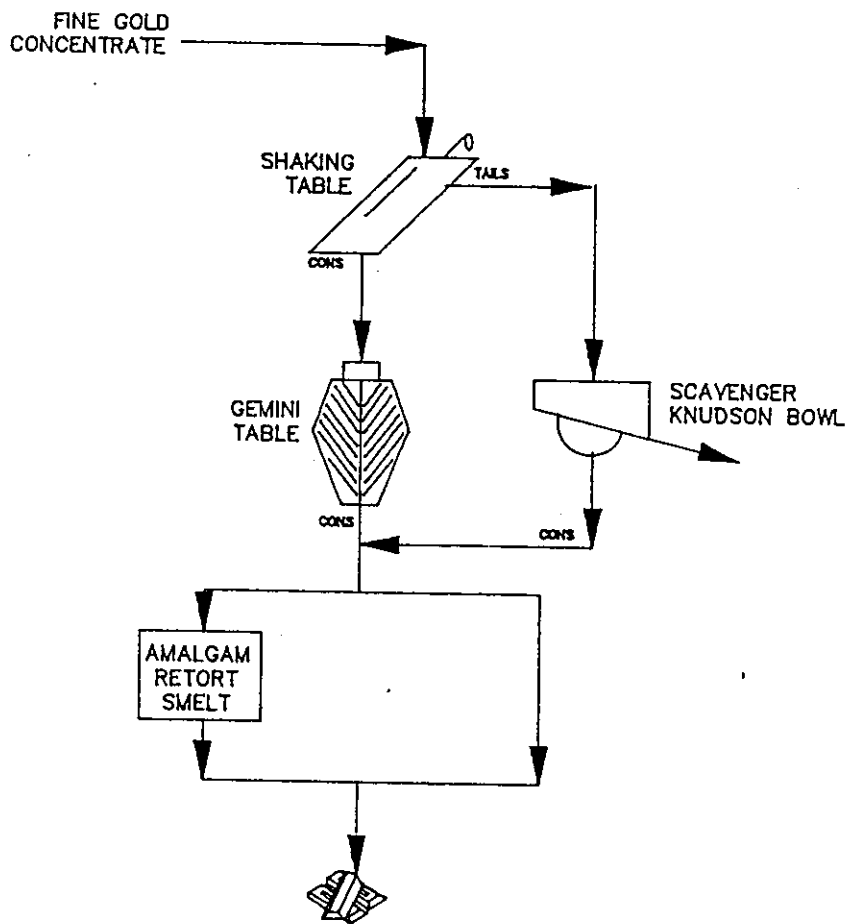 FINE GOLD
CONCENTRATE
SHAKING
TABLE
TAILS
CONS
GEMINI
TABLE
SCAVENGER
KNUDSON BOWL
CONS
CONS
AMALGAM
RETORT
SMELT